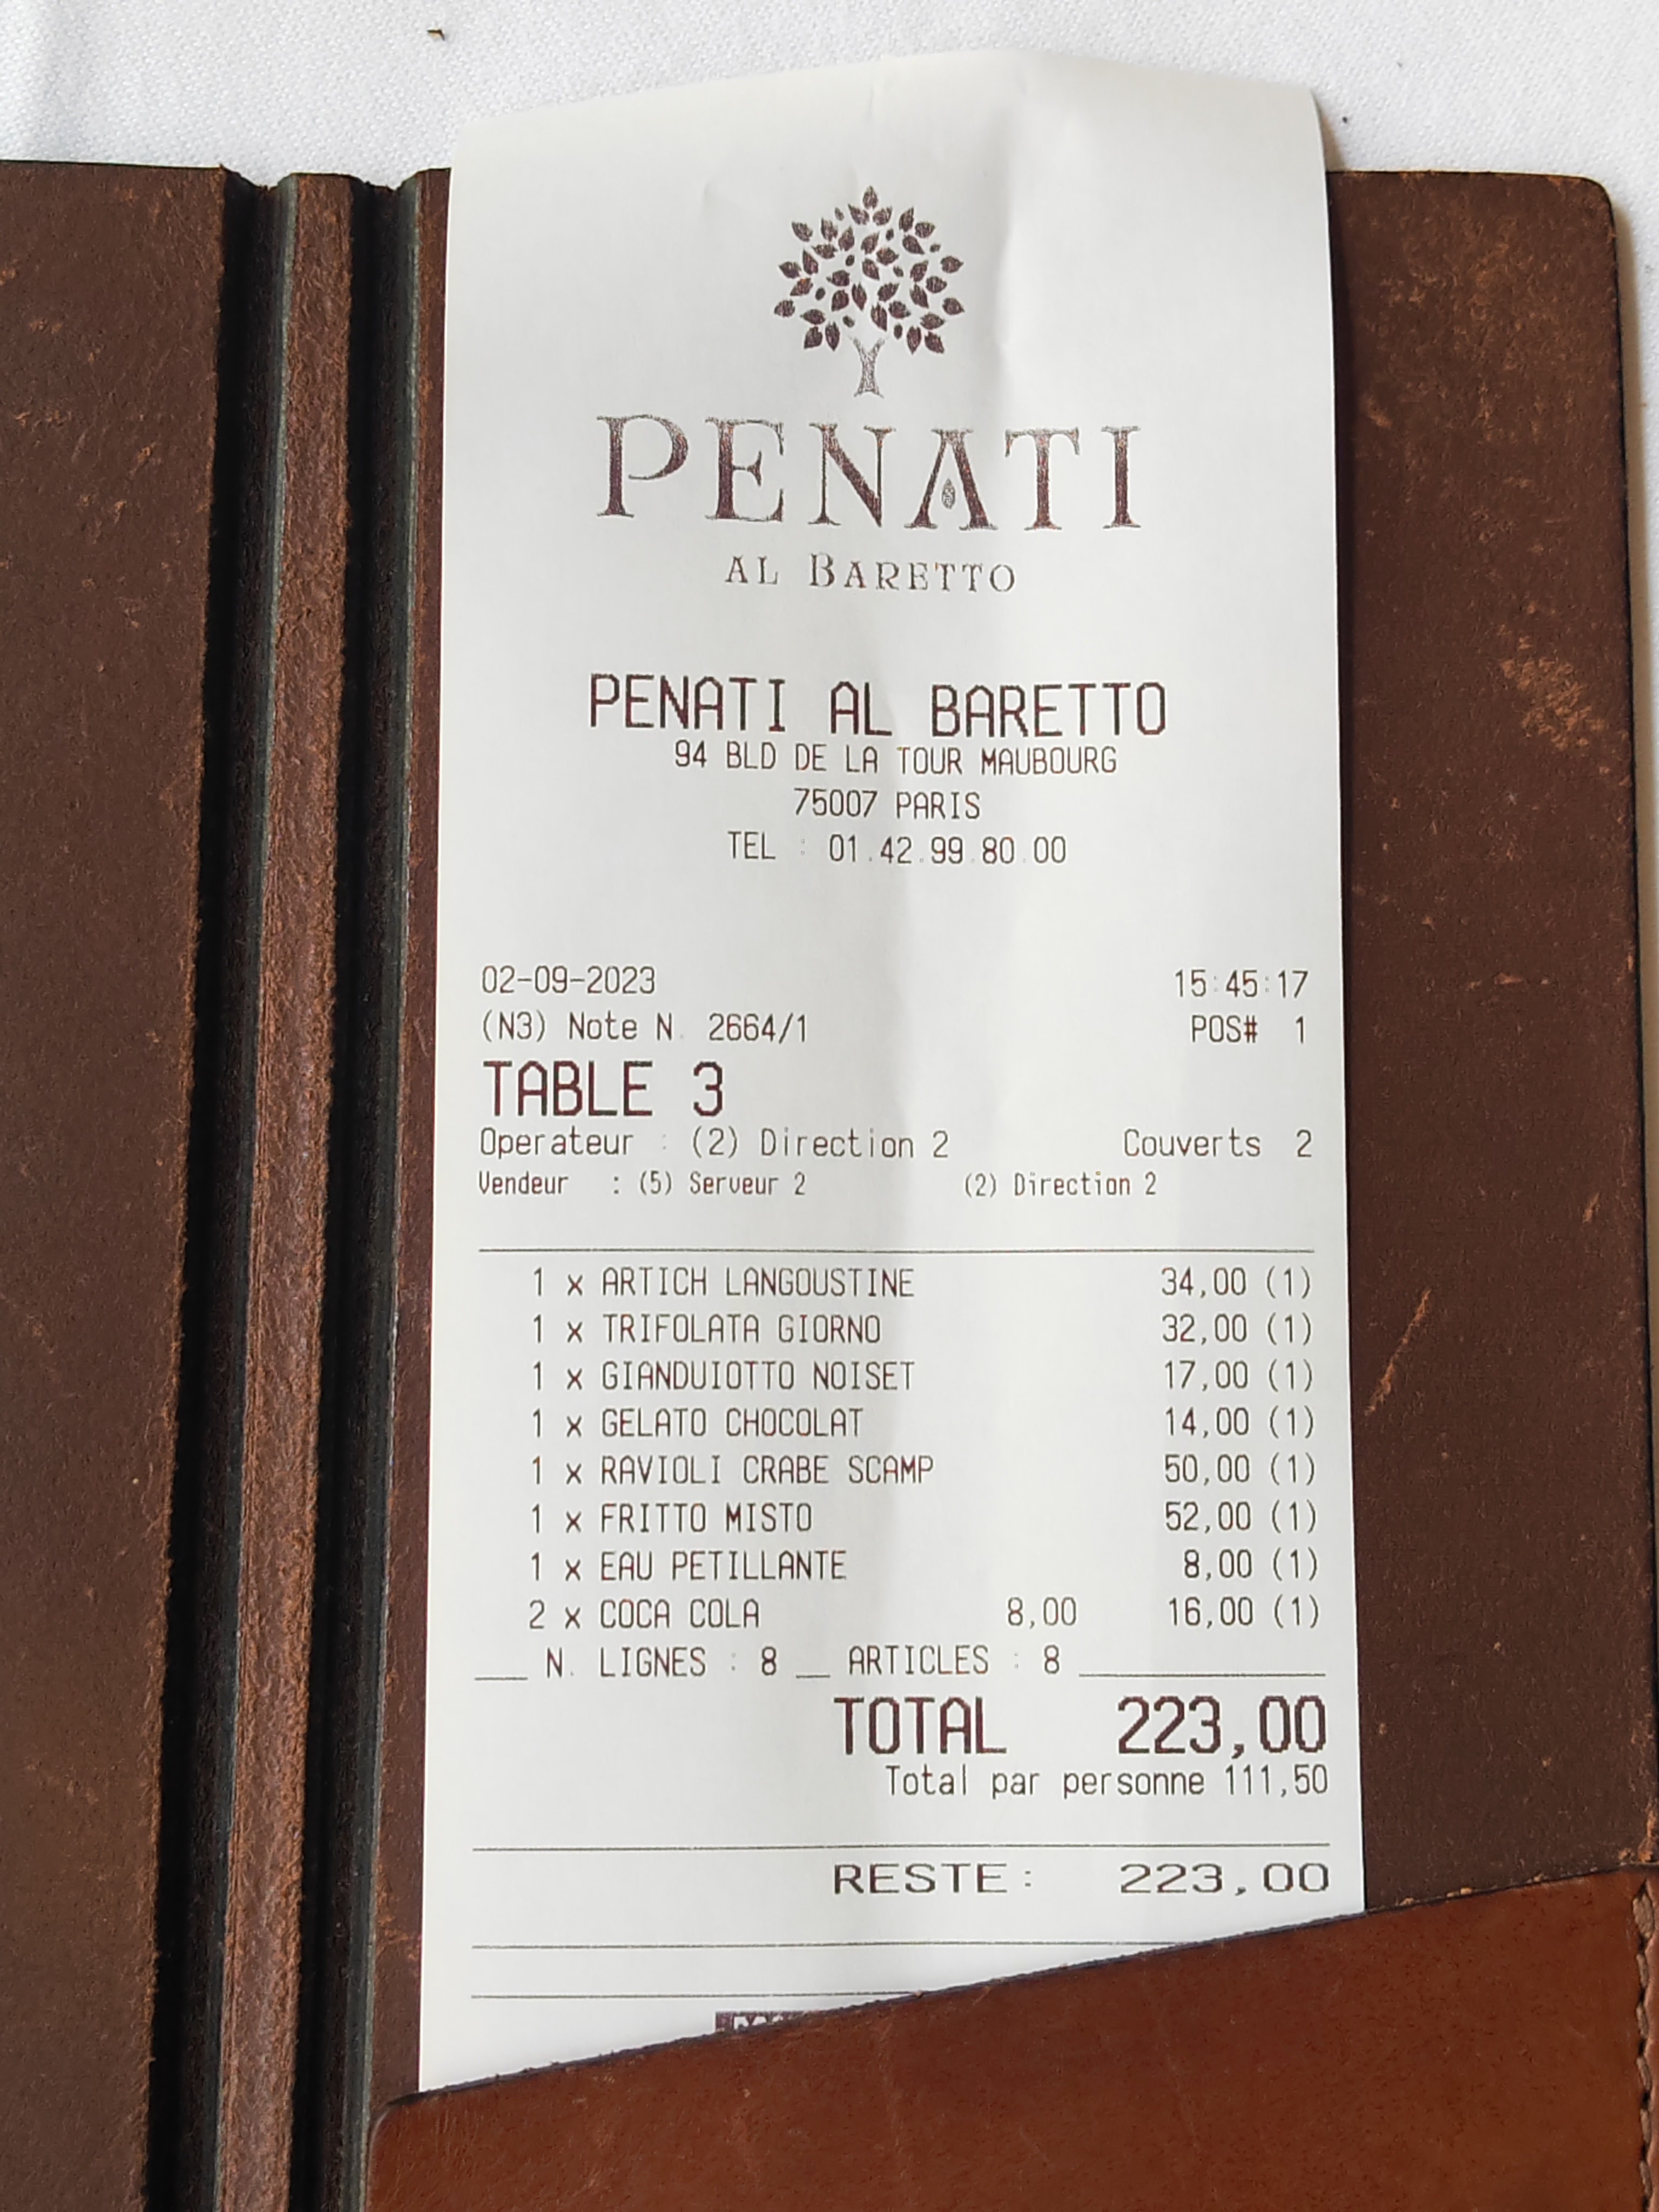 PENATI
AL BARETTO
PENATI AL BARETTO
94 BLD DE LA TOUR MAUBOURG
75007 PARIS
TEL : 01.42.99.80.00
02-09-2023 15:45:17
(N3) Note N. 2664/1 POS# 1
TABLE 3
Operateur : (2) Direction 2 Couverts 2
Vendeur : (5) Serveur 2 (2) Direction 2
1 x ARTICH LANGOUSTINE 34,00 (1)
1 x TRIFOLATA GIORNO 32,00 (1)
1 x GIANDUIOTTO NOISET 17,00 (1)
1 x GELATO CHOCOLAT 14,00 (1)
1 x RAVIOLI CRABE SCAMP 50,00 (1)
1 x FRITTO MISTO 52,00 (1)
1 x EAU PETILLANTE 8,00 (1)
2 x COCA COLA 8,00 16,00 (1)
N. LIGNES : 8 __ ARTICLES : 8
TOTAL 223,00
Total par personne 111,50
RESTE: 223,00